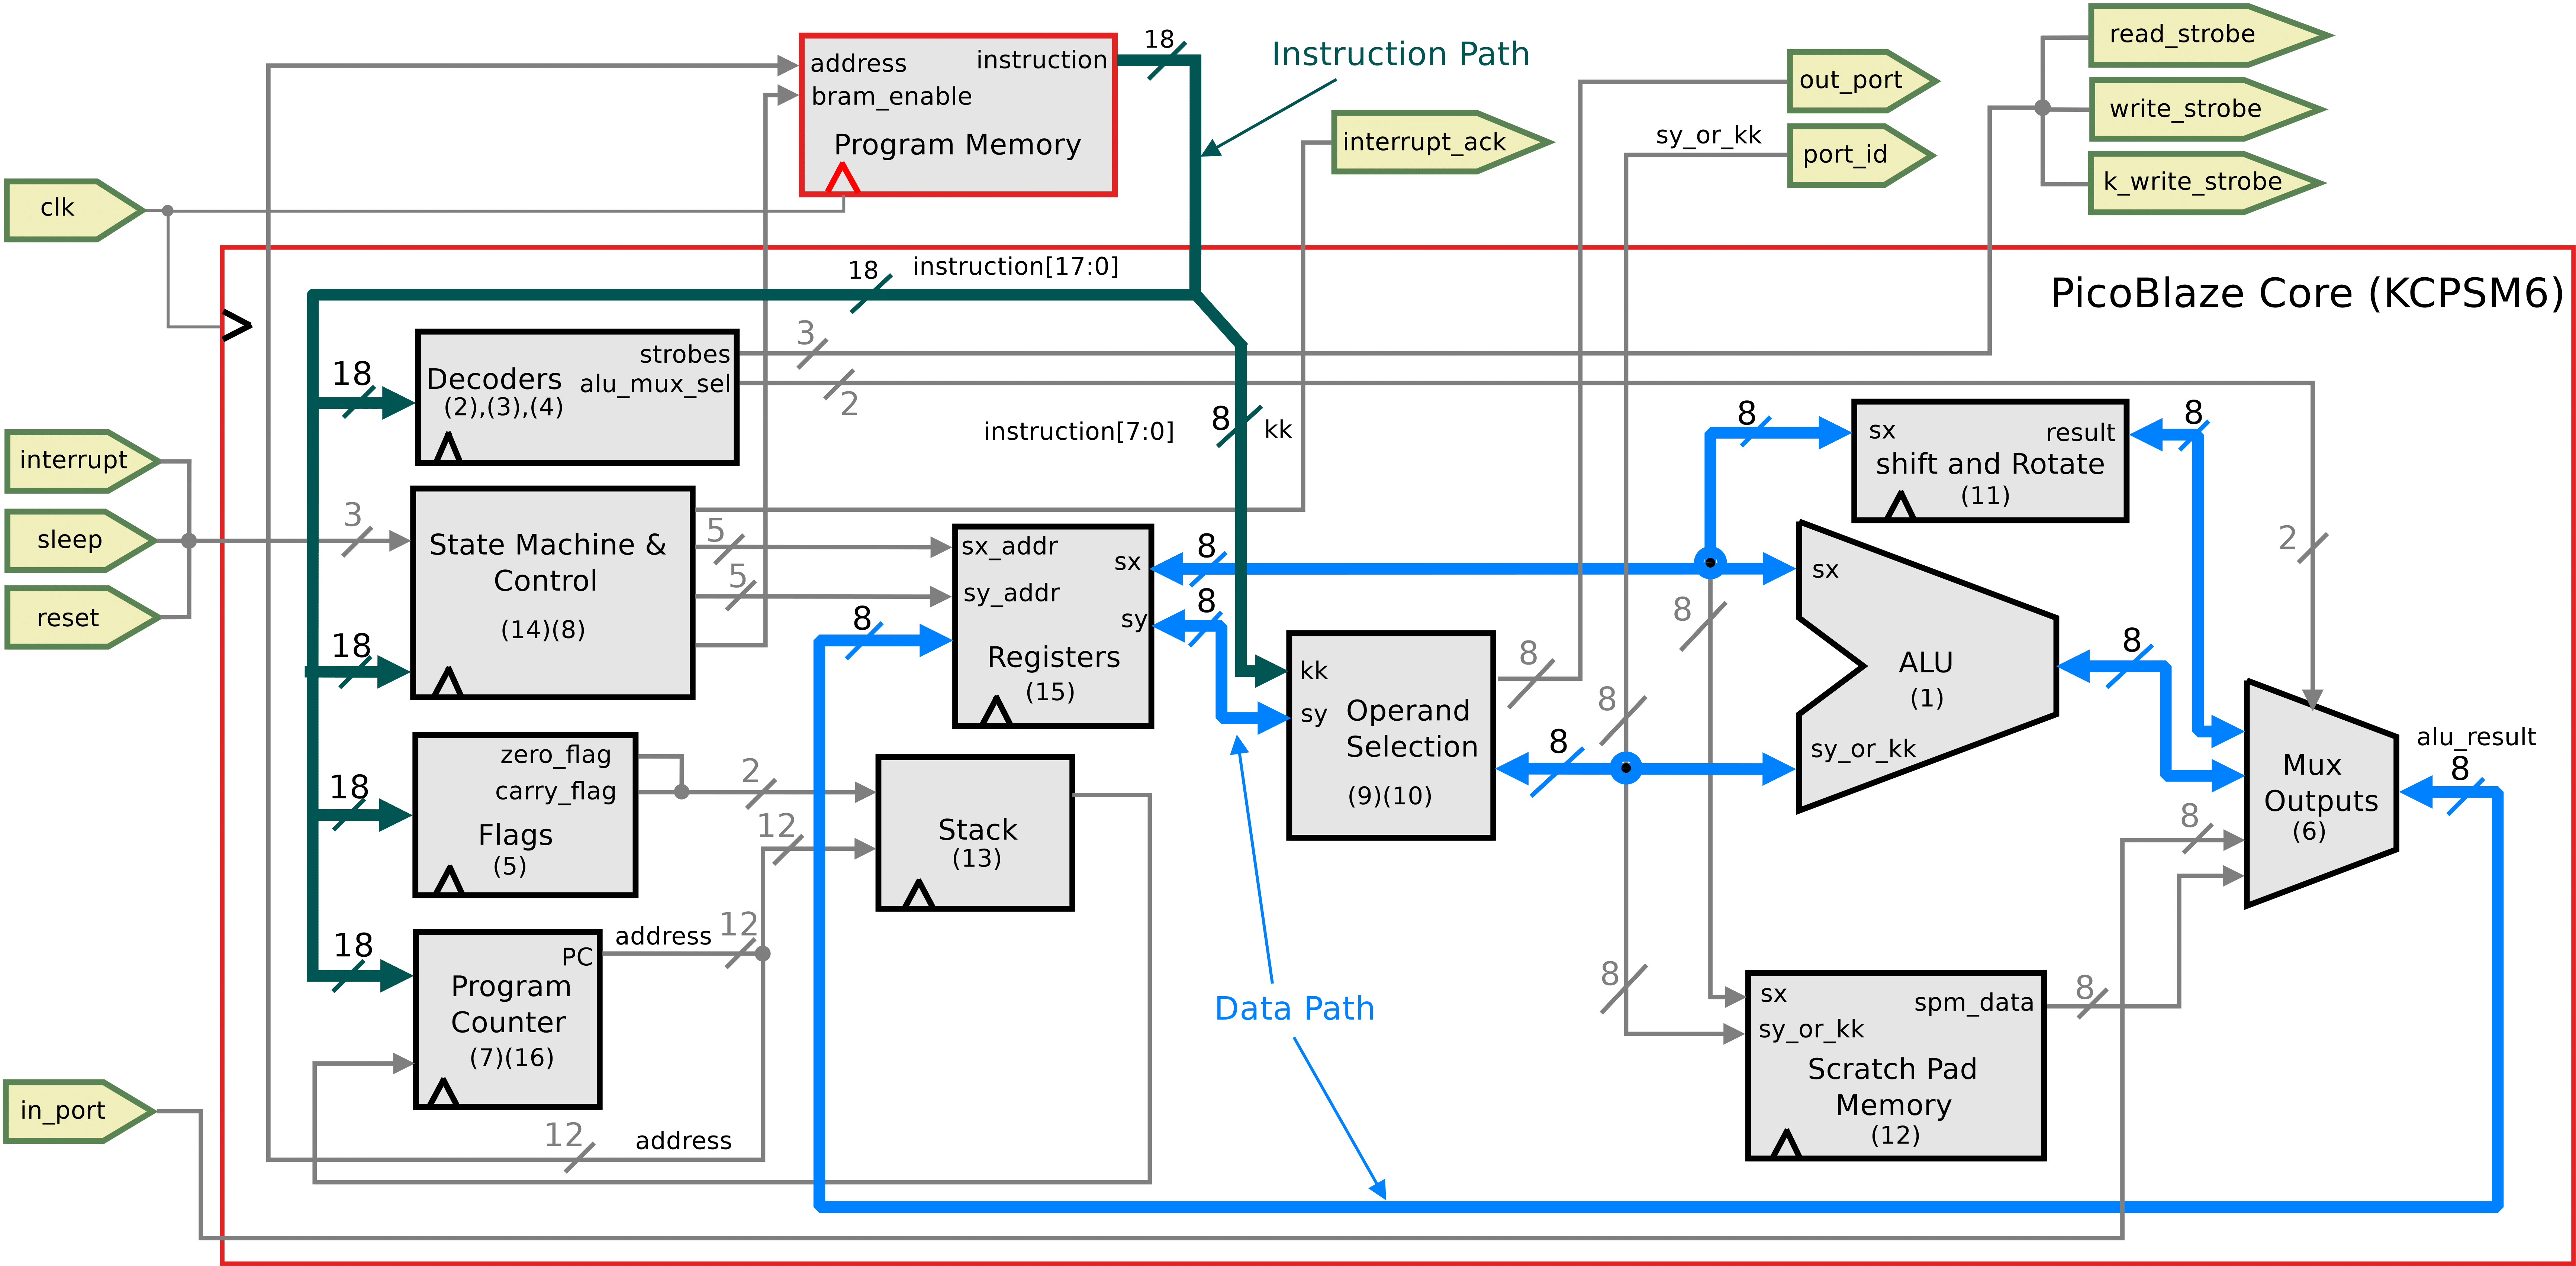 18
Instruction Path
address
instruction
bram_enable
Program Memory
interrupt_ack
out_port
sy_or_kk
port_id
read_strobe
write_strobe
k_write_strobe
clk
18
instruction[17:0]
PicoBlaze Core (KCPSM6)
18
Decoders
(2),(3),(4)
strobes
alu_mux_sel
3
2
instruction[7:0]
8
kk
8
sx
result
shift and Rotate
(11)
8
2
interrupt
sleep
reset
3
State Machine &
Control
(14)(8)
18
5
5
sx_addr
sx
sy_addr
sy
Registers
(15)
8
8
8
8
sx
ALU
(1)
sy_or_kk
8
kk
sy
Operand
Selection
(9)(10)
8
8
8
Mux
Outputs
(6)
alu_result
8
8
18
zero_flag
carry_flag
Flags
(5)
2
12
Stack
(13)
18
PC
Program
Counter
(7)(16)
address
12
Data Path
8
sx
spm_data
sy_or_kk
Scratch Pad
Memory
(12)
8
in_port
12
address